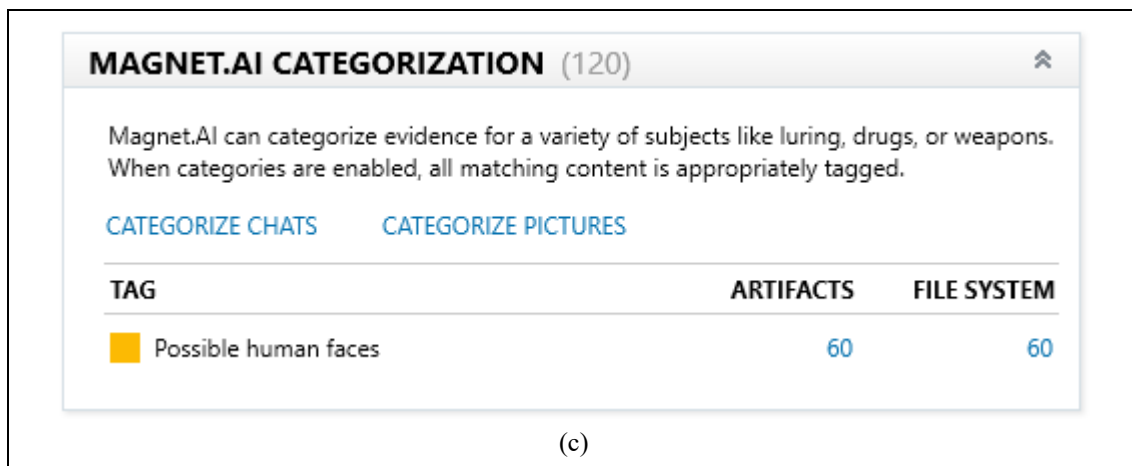 MAGNET.AI CATEGORIZATION (120)
Magnet.AI can categorize evidence for a variety of subjects like luring, drugs, or weapons.
When categories are enabled, all matching content is appropriately tagged.
CATEGORIZE CHATS CATEGORIZE PICTURES
TAG ARTIFACTS FILE SYSTEM
Possible human faces 60 60
(c)